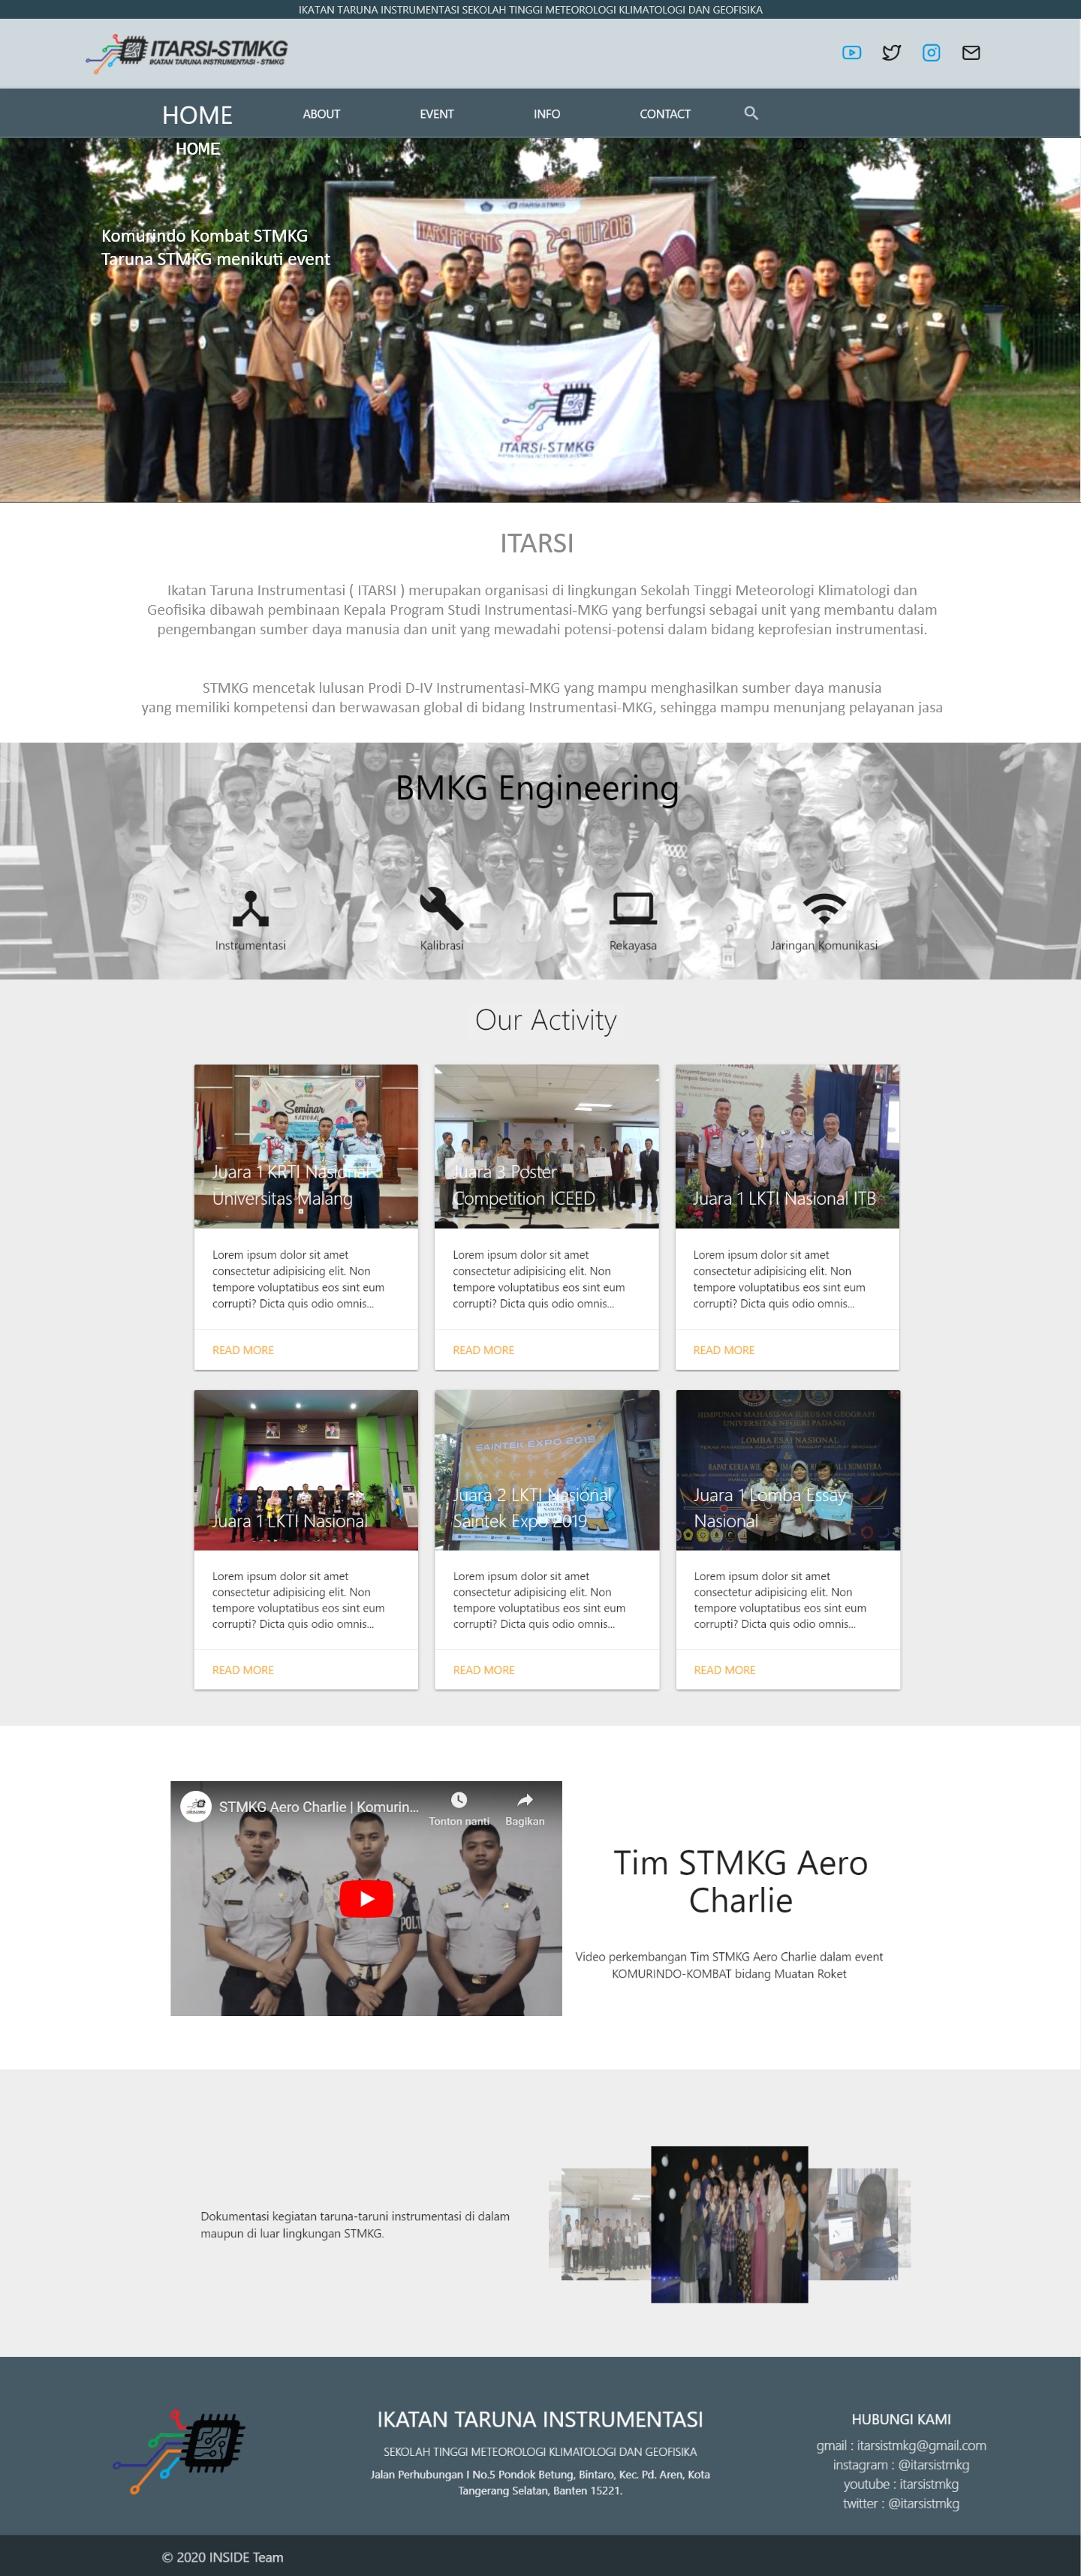 IKATAN TARUNA INSTRUMENTASI SEKOLAH TINGGI METEOROLOGI KLIMATOLOGI DAN GEOFISIKA
ITARSI-STMKG
IKATAN TARUNA INSTRUMENTASI - STMKG
HOME
ABOUT
EVENT
INFO
CONTACT
HOME
ITARSI-STMKG
ITARSI PRESENTS
2-9 JULI 2018
Komurindo Kombat STMKG
Taruna STMKG menikuti event
ITARSI-STMKG
ITARSI
Ikatan Taruna Instrumentasi ( ITARSI ) merupakan organisasi di lingkungan Sekolah Tinggi Meteorologi Klimatologi dan
Geofisika dibawah pembinaan Kepala Program Studi Instrumentasi-MKG yang berfungsi sebagai unit yang membantu dalam
pengembangan sumber daya manusia dan unit yang mewadahi potensi-potensi dalam bidang keprofesian instrumentasi.
STMKG mencetak lulusan Prodi D-IV Instrumentasi-MKG yang mampu menghasilkan sumber daya manusia
yang memiliki kompetensi dan berwawasan global di bidang Instrumentasi-MKG, sehingga mampu menunjang pelayanan jasa
BMKG Engineering
Instrumentasi
Kalibrasi
Rekayasa
Jaringan Komunikasi
Our Activity
Seminar
NASIONAL
Juara 1 KRTI Nasional
Universitas Malang
Lorem ipsum dolor sit amet
consectetur adipisicing elit. Non
tempore voluptatibus eos sint eum
corrupti? Dicta quis odio omnis...
READ MORE
Juara 3 Poster
Competition ICEED
Lorem ipsum dolor sit amet
consectetur adipisicing elit. Non
tempore voluptatibus eos sint eum
corrupti? Dicta quis odio omnis...
READ MORE
Juara 1 LKTI Nasional ITB
Lorem ipsum dolor sit amet
consectetur adipisicing elit. Non
tempore voluptatibus eos sint eum
corrupti? Dicta quis odio omnis...
READ MORE
Juara 1 LKTI Nasional
Lorem ipsum dolor sit amet
consectetur adipisicing elit. Non
tempore voluptatibus eos sint eum
corrupti? Dicta quis odio omnis...
READ MORE
SAINTEK EXPO 2019
Juara 2 LKTI Nasional
Saintek Expo 2019
Lorem ipsum dolor sit amet
consectetur adipisicing elit. Non
tempore voluptatibus eos sint eum
corrupti? Dicta quis odio omnis...
READ MORE
HIMPUNAN MAHASISWA JURUSAN GEOGRAFI
UNIVERSITAS NEGERI PADANG
LOMBA ESAI NASIONAL
Juara 1 Lomba Essay
Nasional
Lorem ipsum dolor sit amet
consectetur adipisicing elit. Non
tempore voluptatibus eos sint eum
corrupti? Dicta quis odio omnis...
READ MORE
STMKG Aero Charlie | Komurin...
Tonton nanti
Bagikan
Tim STMKG Aero
Charlie
Video perkembangan Tim STMKG Aero Charlie dalam event
KOMURINDO-KOMBAT bidang Muatan Roket
Dokumentasi kegiatan taruna-taruni instrumentasi di dalam
maupun di luar lingkungan STMKG.
IKATAN TARUNA INSTRUMENTASI
SEKOLAH TINGGI METEOROLOGI KLIMATOLOGI DAN GEOFISIKA
Jalan Perhubungan I No.5 Pondok Betung, Bintaro, Kec. Pd. Aren, Kota
Tangerang Selatan, Banten 15221.
HUBUNGI KAMI
gmail : itarsistmkg@gmail.com
instagram : @itarsistmkg
youtube : itarsistmkg
twitter : @itarsistmkg
© 2020 INSIDE Team